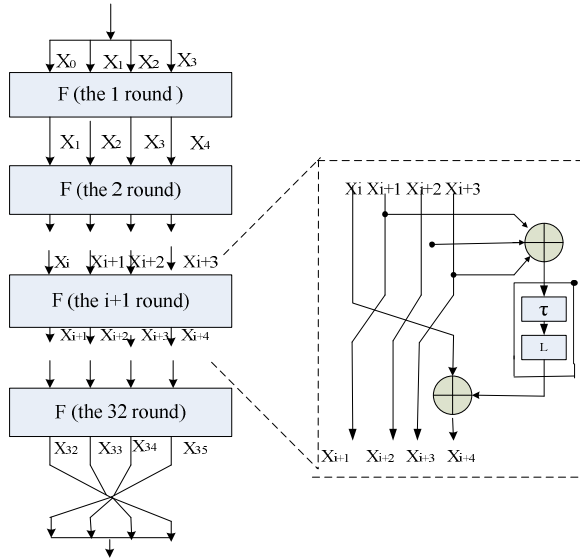 X0 X1 X2 X3
F (the 1 round )
X1 X2 X3 X4
F (the 2 round)
Xi Xi+1 Xi+2 Xi+3
F (the i+1 round)
Xi+1 Xi+2 Xi+3 Xi+4
F (the 32 round)
X32 X33 X34 X35
Xi Xi+1 Xi+2 Xi+3
τ
L
Xi+1 Xi+2 Xi+3 Xi+4